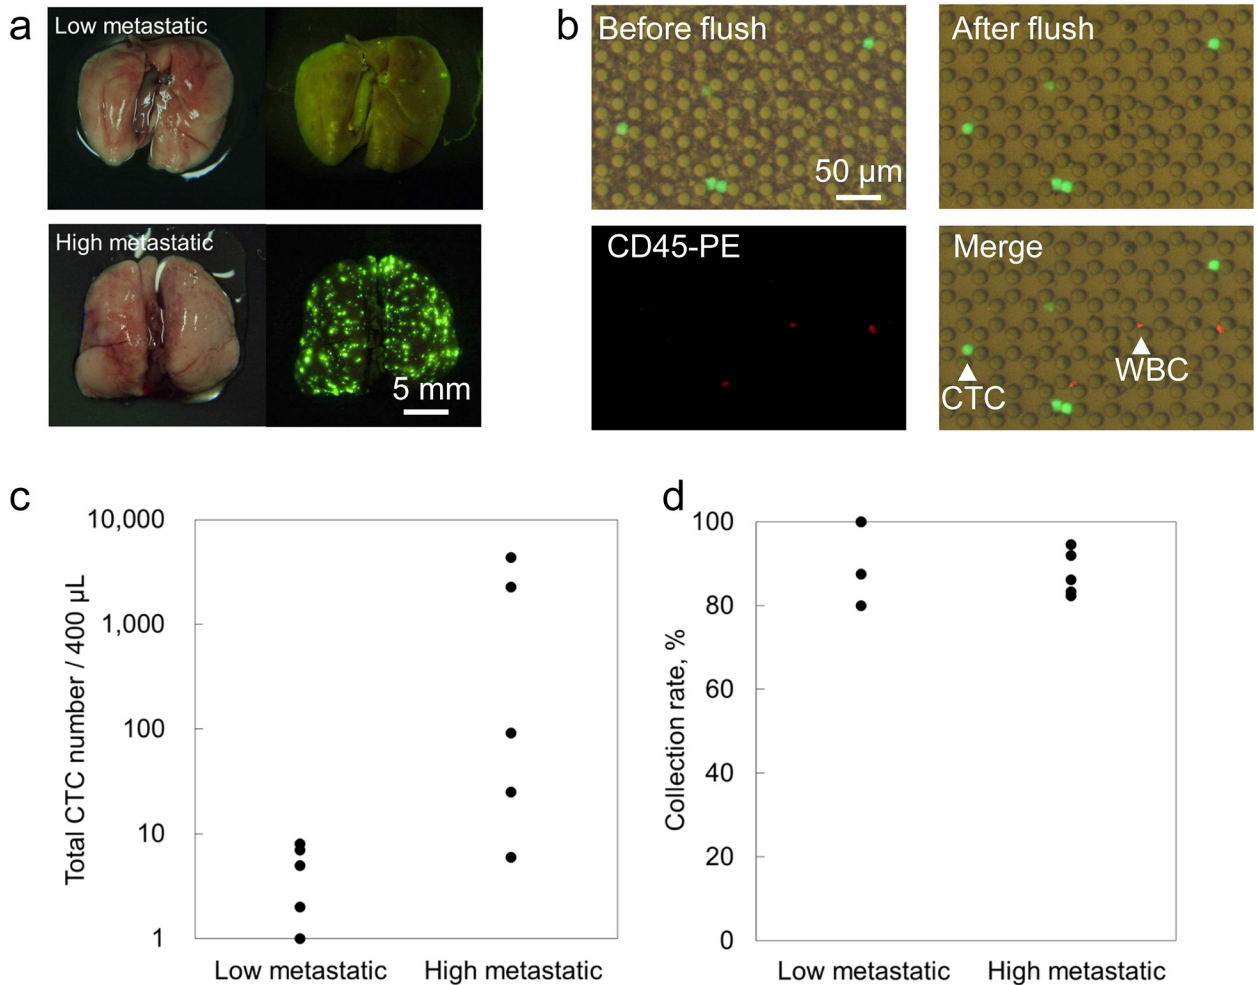 a
Low metastatic
High metastatic
5 mm
b
Before flush
50 µm
After flush
CD45-PE
Merge
CTC
WBC
c
Total CTC number / 400 µL
10,000
1,000
100
10
1
Low metastatic
High metastatic
d
Collection rate, %
100
80
60
40
20
0
Low metastatic
High metastatic